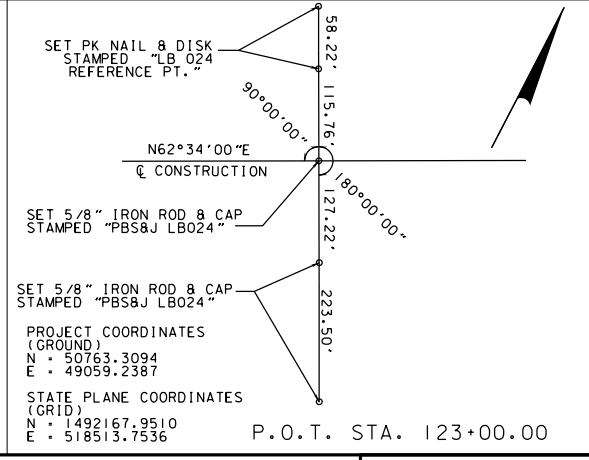 SET PK NAIL & DISK
STAMPED "LB 024
REFERENCE PT."
58.22'
115.76'
90°00'00"
N62°34'00"E
℄ CONSTRUCTION
180°00'00"
127.22'
SET 5/8" IRON ROD & CAP
STAMPED "PBS&J LB024"
SET 5/8" IRON ROD & CAP
STAMPED "PBS&J LB024"
223.50'
PROJECT COORDINATES
(GROUND)
N = 50763.3094
E = 49059.2387
STATE PLANE COORDINATES
(GRID)
N = 1492167.9510
E = 518513.7536
P.O.T. STA. 123+00.00